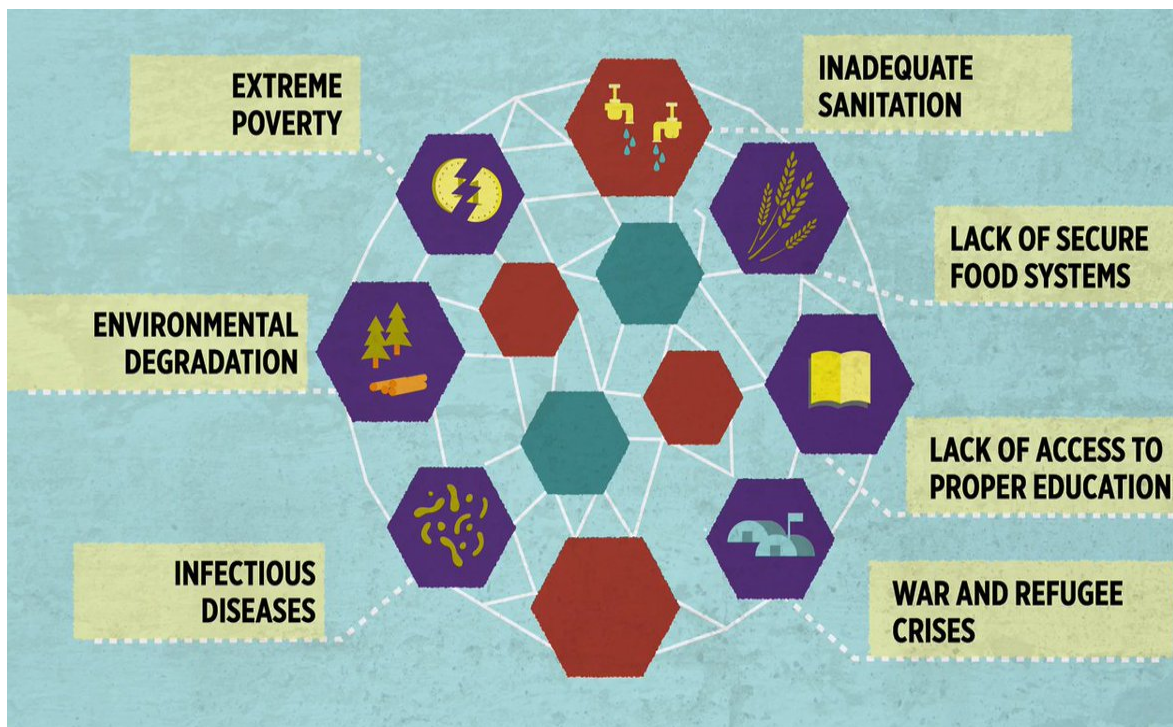 EXTREME
POVERTY
INADEQUATE
SANITATION
LACK OF SECURE
FOOD SYSTEMS
ENVIRONMENTAL
DEGRADATION
LACK OF ACCESS TO
PROPER EDUCATION
INFECTIOUS
DISEASES
WAR AND REFUGEE
CRISES